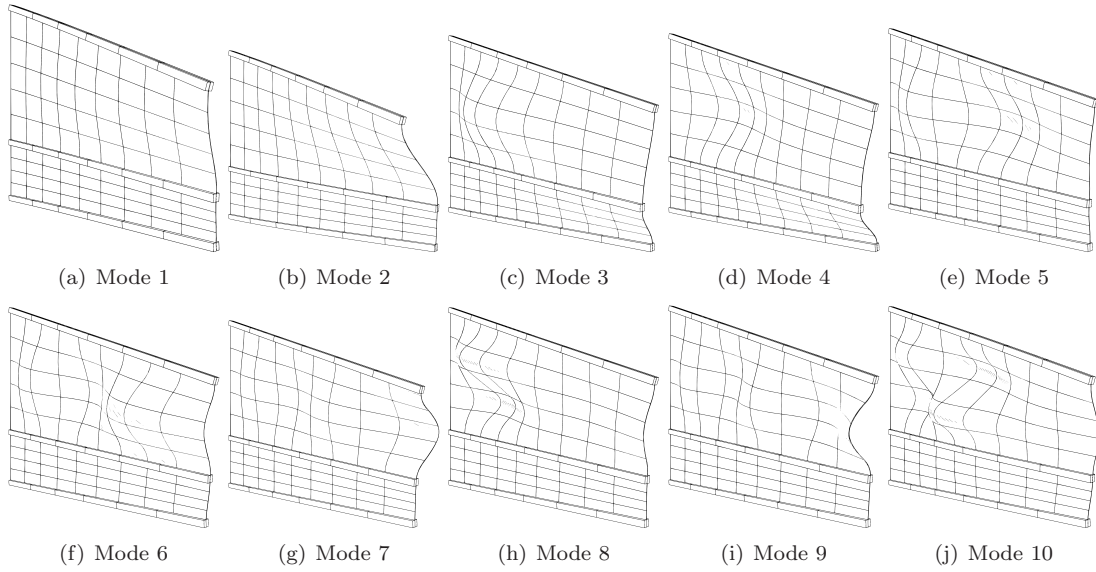 (a) Mode 1
(b) Mode 2
(c) Mode 3
(d) Mode 4
(e) Mode 5
(f) Mode 6
(g) Mode 7
(h) Mode 8
(i) Mode 9
(j) Mode 10